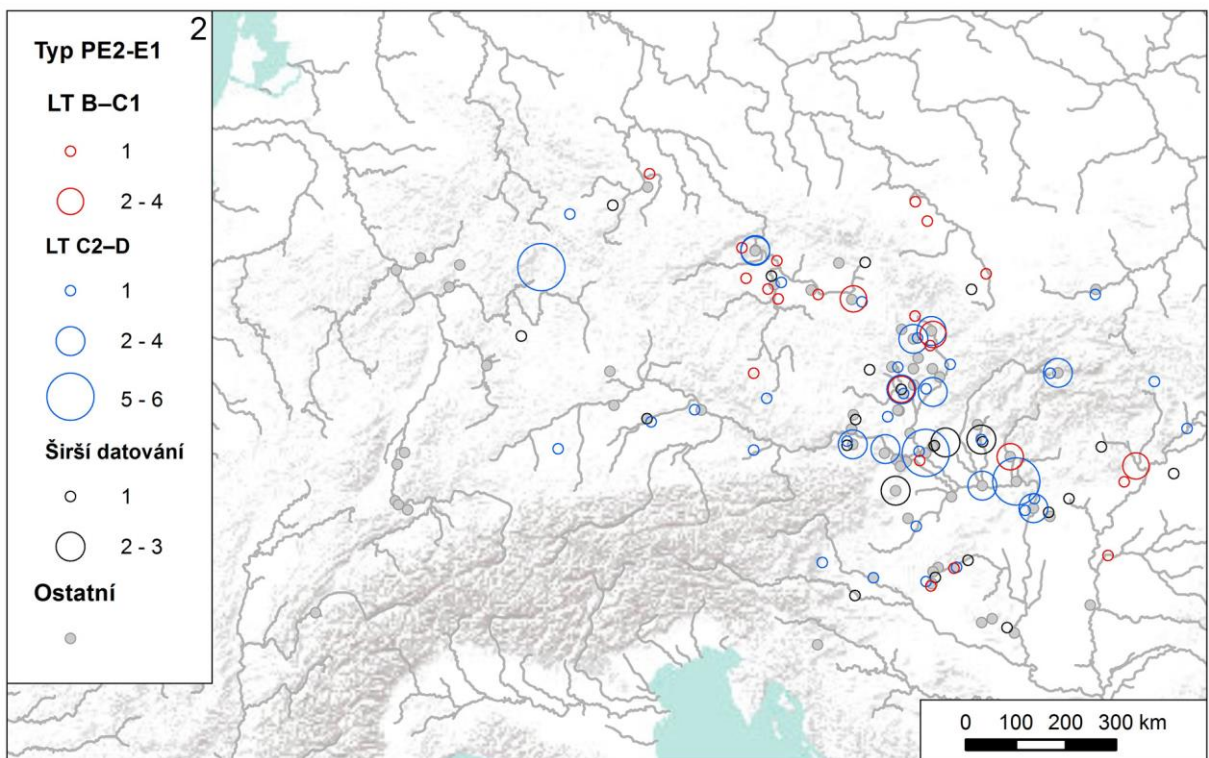 2
Typ PE2-E1
LT B–C1
1
2 - 4
LT C2–D
1
2 - 4
5 - 6
Širší datování
1
2 - 3
Ostatní
0 100 200 300 km